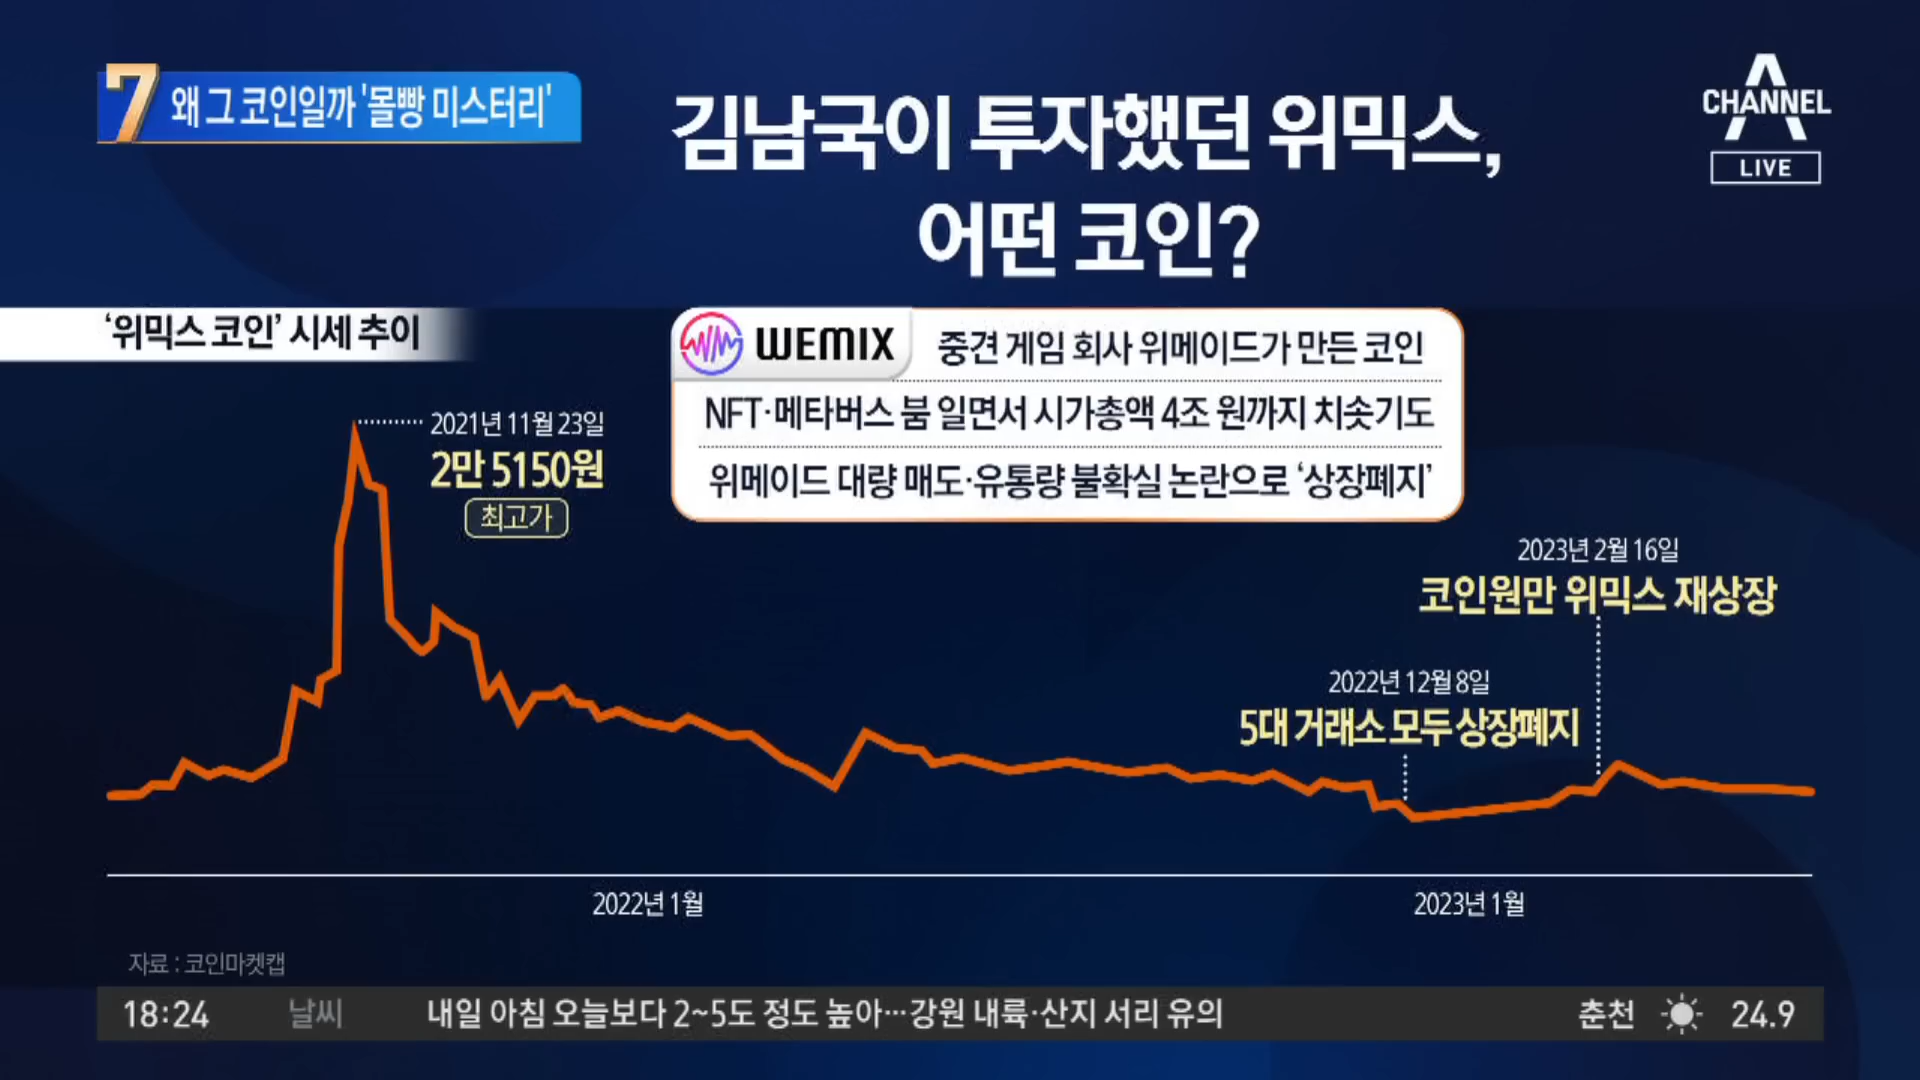 7 왜 그 코인일까 '몰빵 미스터리'
김남국이 투자했던 위믹스,
어떤 코인?
CHANNEL A
LIVE
'위믹스 코인' 시세 추이
WEMIX 중견 게임 회사 위메이드가 만든 코인
NFT·메타버스 붐 일면서 시가총액 4조 원까지 치솟기도
위메이드 대량 매도·유통량 불확실 논란으로 '상장폐지'
2021년 11월 23일
2만 5150원
최고가
2023년 2월 16일
코인원만 위믹스 재상장
2022년 12월 8일
5대 거래소 모두 상장폐지
2022년 1월
2023년 1월
자료 : 코인마켓캡
18:24 날씨 내일 아침 오늘보다 2~5도 정도 높아…강원 내륙·산지 서리 유의 춘천 24.9